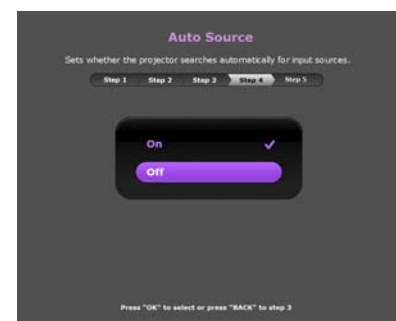 Auto Source
Sets whether the projector searches automatically for input sources.
Step 1 Step 2 Step 3 Step 4 Step 5
On
Off
Press "OK" to select or press "BACK" to step 3